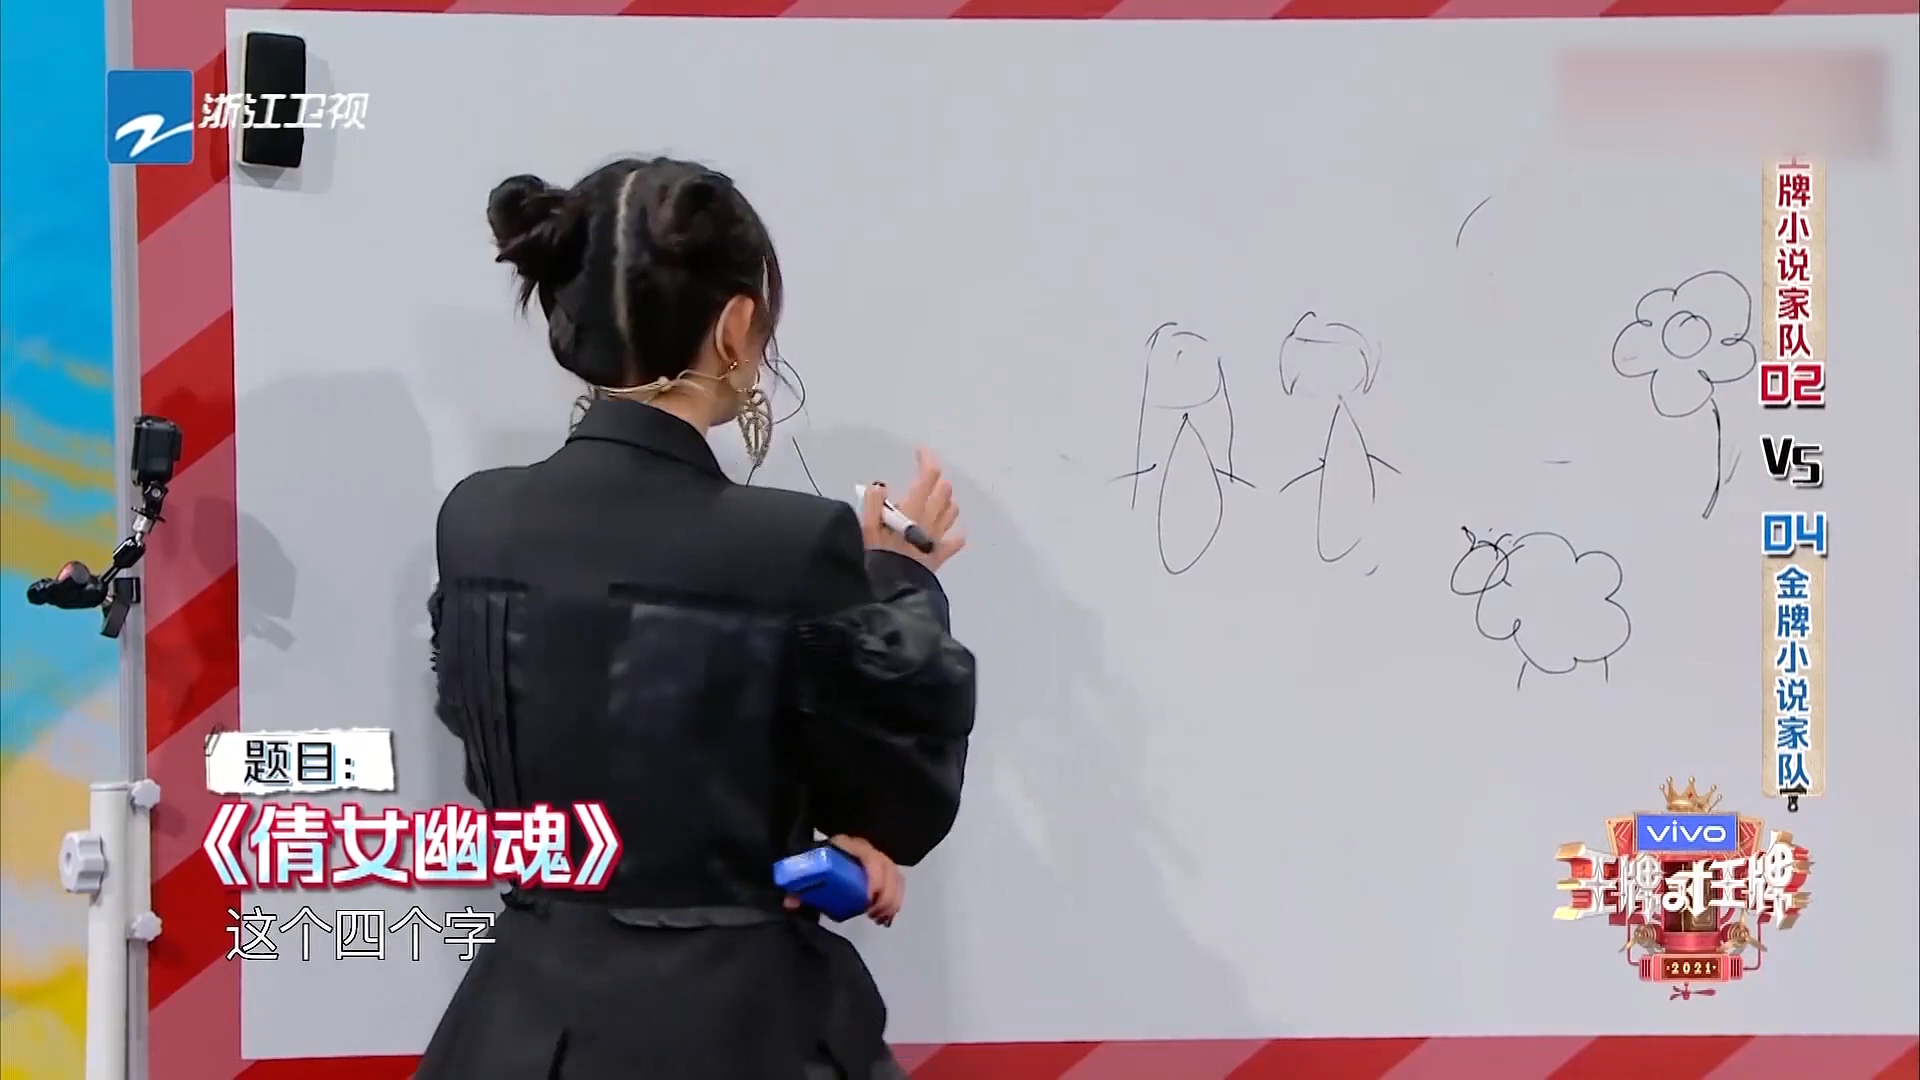 浙江卫视
王牌小说家队
02
VS
04
金牌小说家队
题目：
《倩女幽魂》
这个四个字
vivo
王牌对王牌
·2021·